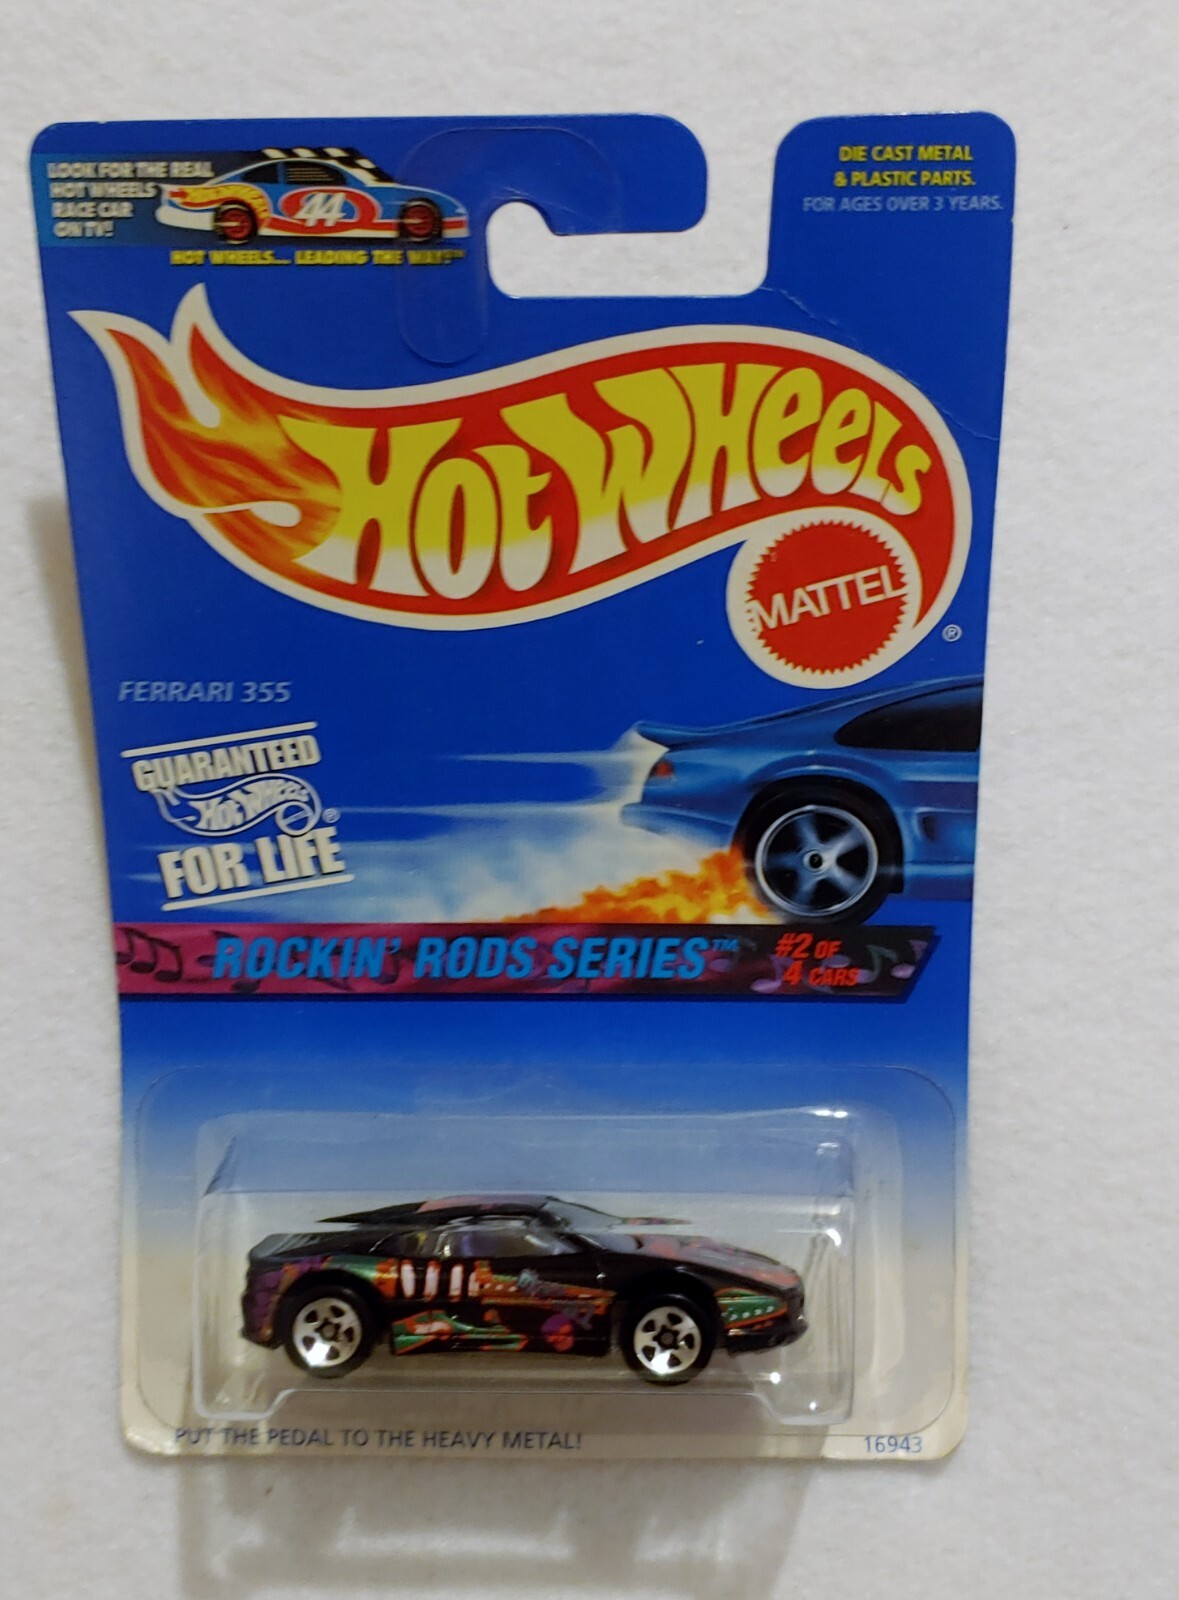 LOOK FOR THE REAL
HOT WHEELS
RACE CAR
ON TV!
44
HOT WHEELS... LEADING THE WAY!™
DIE CAST METAL
& PLASTIC PARTS.
FOR AGES OVER 3 YEARS.
HOT WHEELS
MATTEL
®
FERRARI 355
GUARANTEED
HOT WHEELS ®
FOR LIFE
ROCKIN' RODS SERIES™
#2 OF
4 CARS
PUT THE PEDAL TO THE HEAVY METAL!
16943